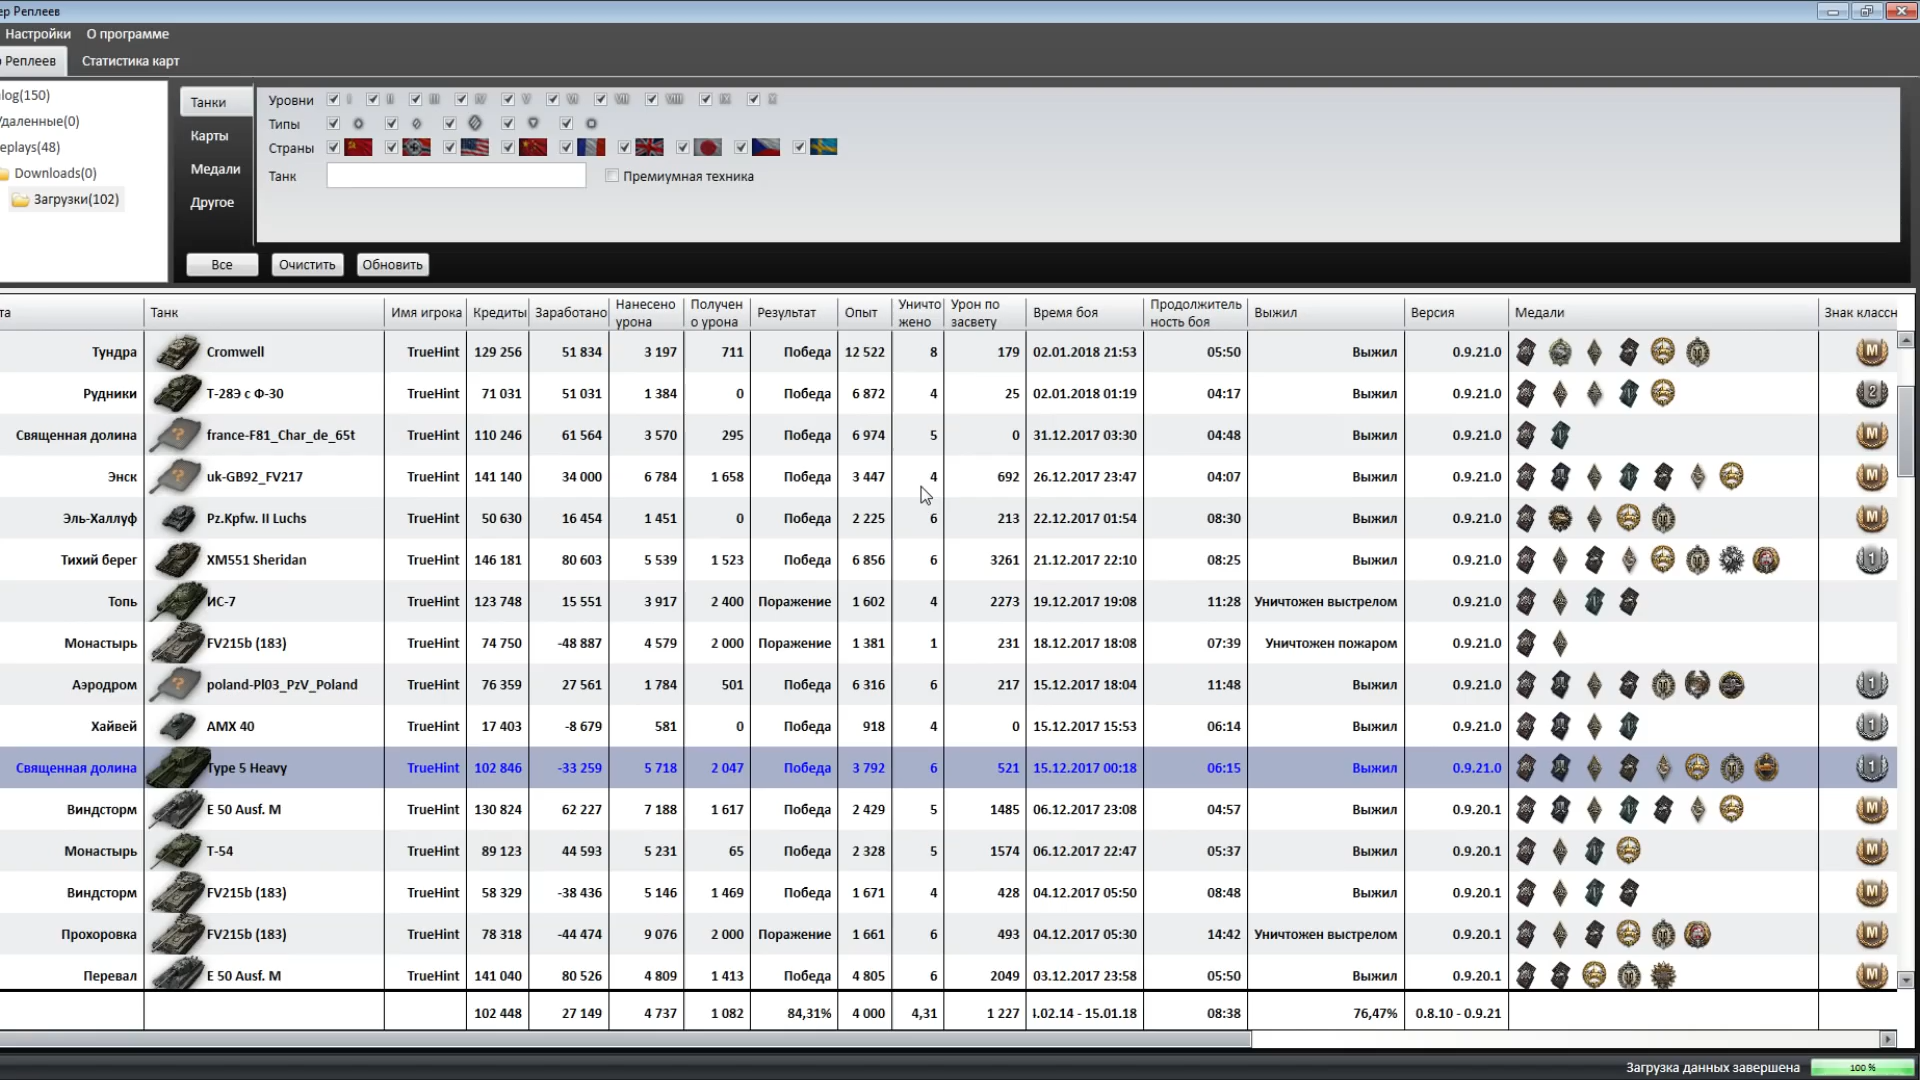 ер Реплеев
Настройки О программе
Реплеев Статистика карт
log(150)
даленные(0)
eplays(48)
Downloads(0)
Загрузки(102)
Танки
Карты
Медали
Другое
Уровни I II III IV V VI VII VIII IX X
Типы
Страны
Танк Премиумная техника
Все Очистить Обновить
та Танк Имя игрока Кредиты Заработано Нанесено урона Получено урона Результат Опыт Уничтожено Урон по засвету Время боя Продолжительность боя Выжил Версия Медали Знак классн
Тундра Cromwell TrueHint 129 256 51 834 3 197 711 Победа 12 522 8 179 02.01.2018 21:53 05:50 Выжил 0.9.21.0 M
Рудники Т-28Э с Ф-30 TrueHint 71 031 51 031 1 384 0 Победа 6 872 4 25 02.01.2018 01:19 04:17 Выжил 0.9.21.0 2
Священная долина france-F81_Char_de_65t TrueHint 110 246 61 564 3 570 295 Победа 6 974 5 0 31.12.2017 03:30 04:48 Выжил 0.9.21.0 M
Энск uk-GB92_FV217 TrueHint 141 140 34 000 6 784 1 658 Победа 3 447 4 692 26.12.2017 23:47 04:07 Выжил 0.9.21.0 M
Эль-Халлуф Pz.Kpfw. II Luchs TrueHint 50 630 16 454 1 451 0 Победа 2 225 6 213 22.12.2017 01:54 08:30 Выжил 0.9.21.0 M
Тихий берег XM551 Sheridan TrueHint 146 181 80 603 5 539 1 523 Победа 6 856 6 3261 21.12.2017 22:10 08:25 Выжил 0.9.21.0 1
Топь ИС-7 TrueHint 123 748 15 551 3 917 2 400 Поражение 1 602 4 2273 19.12.2017 19:08 11:28 Уничтожен выстрелом 0.9.21.0
Монастырь FV215b (183) TrueHint 74 750 -48 887 4 579 2 000 Поражение 1 381 1 231 18.12.2017 18:08 07:39 Уничтожен пожаром 0.9.21.0
Аэродром poland-Pl03_PzV_Poland TrueHint 76 359 27 561 1 784 501 Победа 6 316 6 217 15.12.2017 18:04 11:48 Выжил 0.9.21.0 1
Хайвей AMX 40 TrueHint 17 403 -8 679 581 0 Победа 918 4 0 15.12.2017 15:53 06:14 Выжил 0.9.21.0 1
Священная долина Type 5 Heavy TrueHint 102 846 -33 259 5 718 2 047 Победа 3 792 6 521 15.12.2017 00:18 06:15 Выжил 0.9.21.0 1
Виндсторм E 50 Ausf. M TrueHint 130 824 62 227 7 188 1 617 Победа 2 429 5 1485 06.12.2017 23:08 04:57 Выжил 0.9.20.1 M
Монастырь Т-54 TrueHint 89 123 44 593 5 231 65 Победа 2 328 5 1574 06.12.2017 22:47 05:37 Выжил 0.9.20.1 M
Виндсторм FV215b (183) TrueHint 58 329 -38 436 5 146 1 469 Победа 1 671 4 428 04.12.2017 05:50 08:48 Выжил 0.9.20.1 M
Прохоровка FV215b (183) TrueHint 78 318 -44 474 9 076 2 000 Поражение 1 661 6 493 04.12.2017 05:30 14:42 Уничтожен выстрелом 0.9.20.1 M
Перевал E 50 Ausf. M TrueHint 141 040 80 526 4 809 1 413 Победа 4 805 6 2049 03.12.2017 23:58 05:50 Выжил 0.9.20.1 M
102 448 27 149 4 737 1 082 84,31% 4 000 4,31 1 227 .02.14 - 15.01.18 08:38 76,47% 0.8.10 - 0.9.21
Загрузка данных завершена 100 %